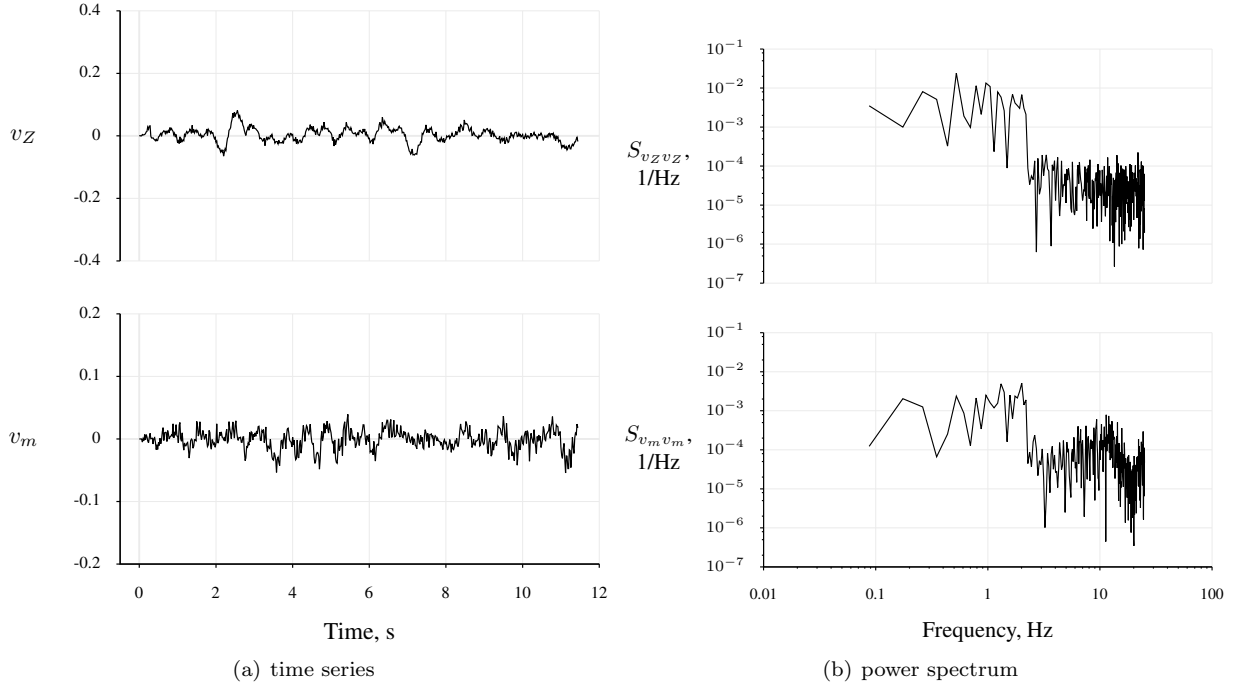 0.4
0.2
0
-0.2
-0.4
v_Z
0.2
0.1
0
-0.1
-0.2
v_m
0 2 4 6 8 10 12
Time, s
(a) time series
10^{-1}
10^{-2}
10^{-3}
10^{-4}
10^{-5}
10^{-6}
10^{-7}
S_{v_Z v_Z},
1/Hz
10^{-1}
10^{-2}
10^{-3}
10^{-4}
10^{-5}
10^{-6}
10^{-7}
S_{v_m v_m},
1/Hz
0.01 0.1 1 10 100
Frequency, Hz
(b) power spectrum